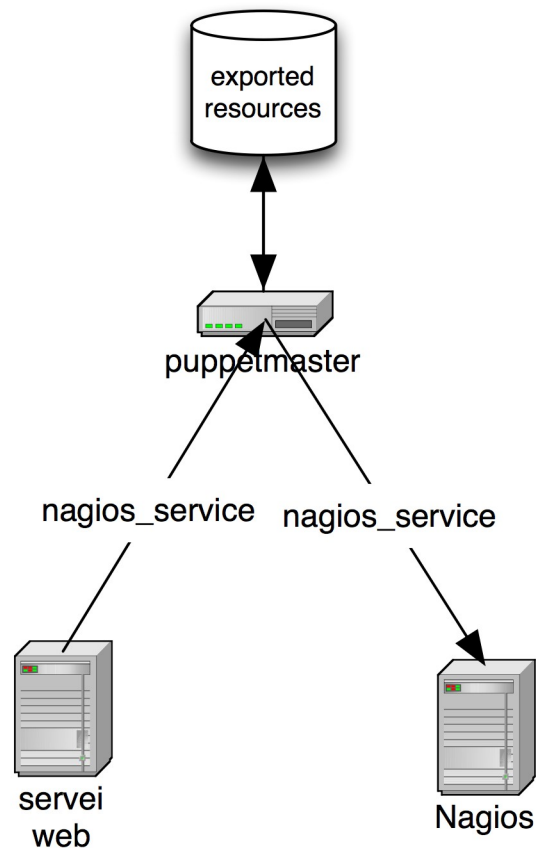 exported
resources
puppetmaster
nagios_service
nagios_service
servei
web
Nagios